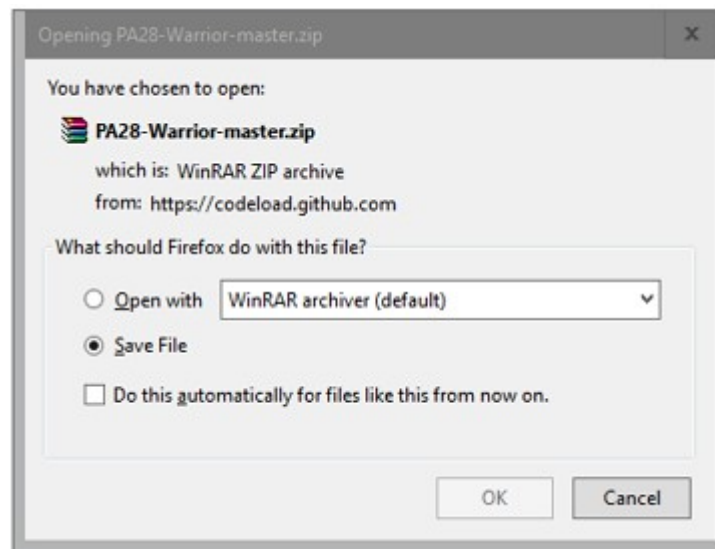 Opening PA28-Warrior-master.zip x
You have chosen to open:
PA28-Warrior-master.zip
which is: WinRAR ZIP archive
from: https://codeload.github.com
What should Firefox do with this file?
Open with WinRAR archiver (default)
Save File
Do this automatically for files like this from now on.
OK Cancel